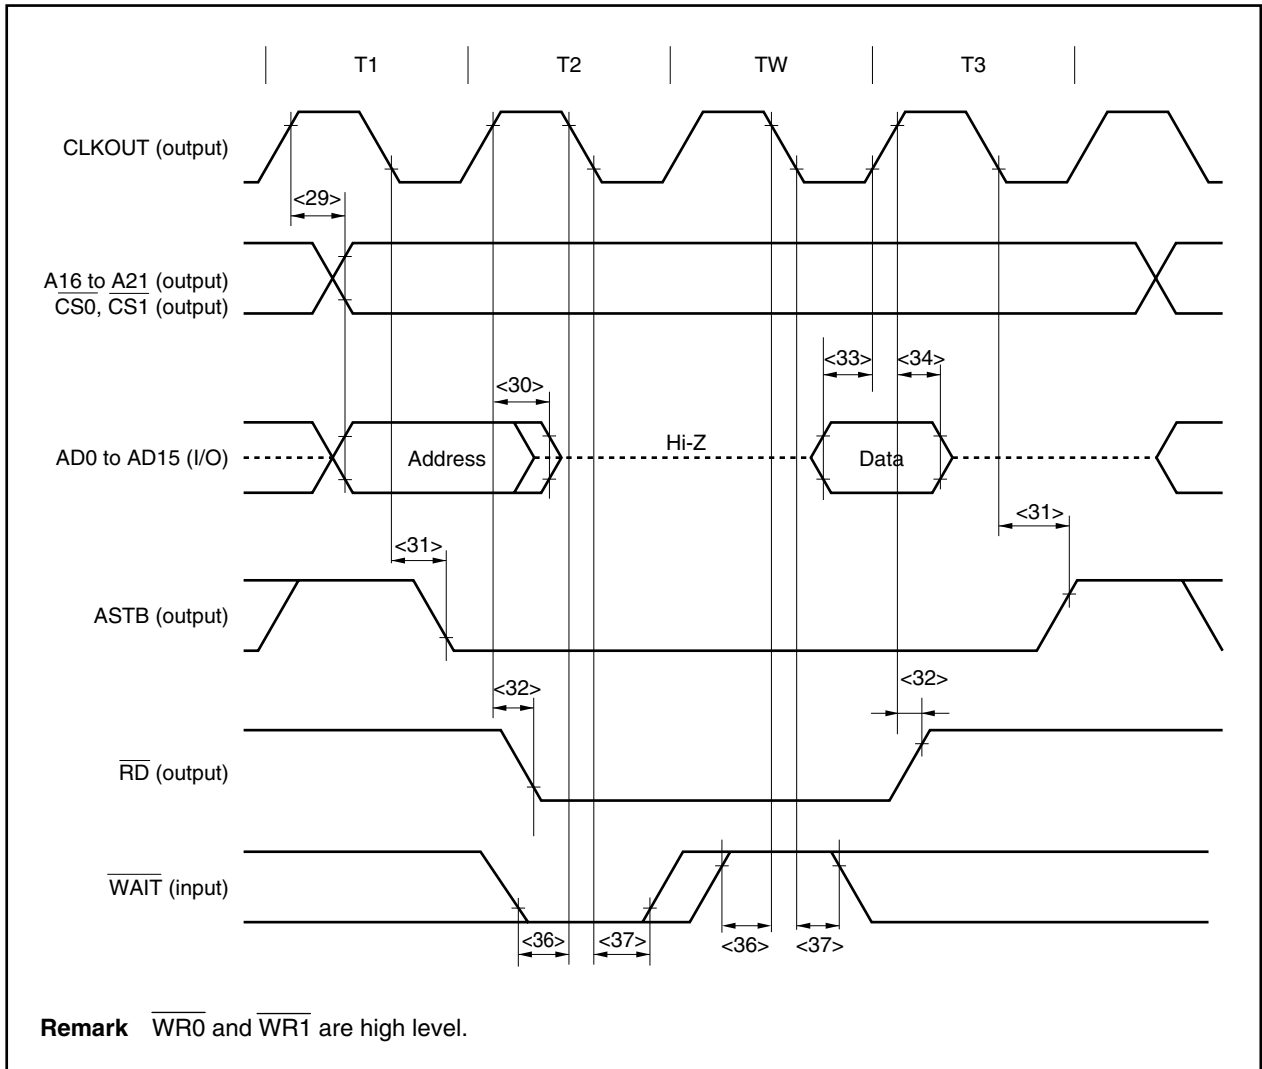 T1 T2 TW T3
CLKOUT (output)
<29>
A16 to A21 (output)
CS0, CS1 (output)
<33> <34>
<30>
Hi-Z
AD0 to AD15 (I/O) Address Data
<31>
<31>
ASTB (output)
<32>
<32>
RD (output)
WAIT (input)
<36> <37> <36> <37>
Remark WR0 and WR1 are high level.